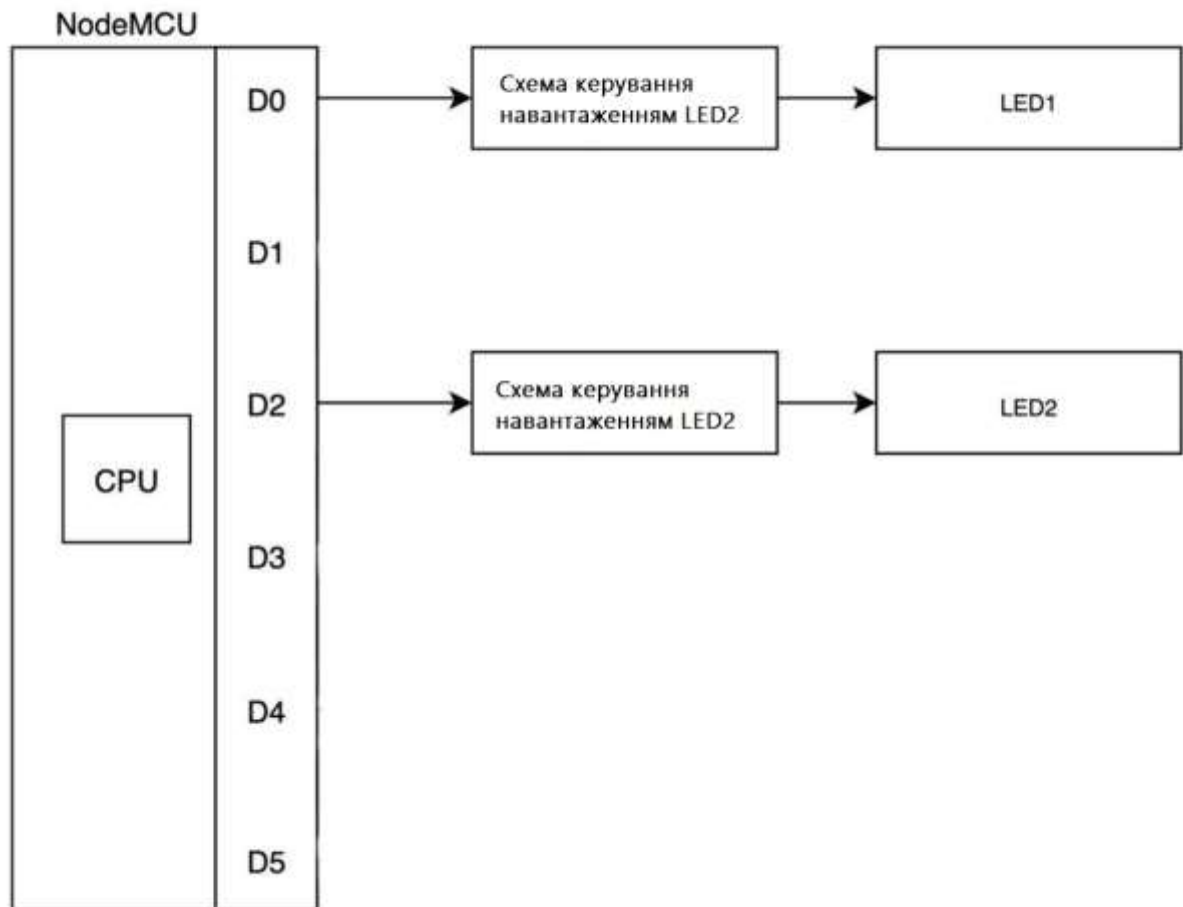 NodeMCU
D0
Схема керування
навантаженням LED2
LED1
D1
D2
Схема керування
навантаженням LED2
LED2
CPU
D3
D4
D5